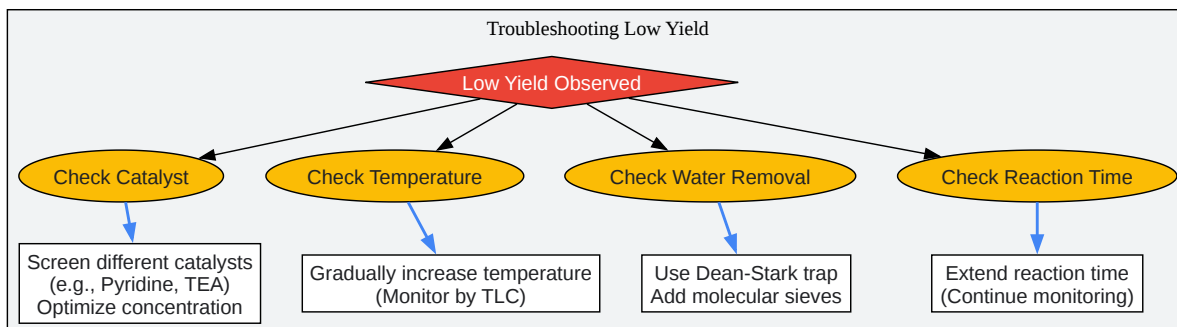 Troubleshooting Low Yield
Low Yield Observed
Check Catalyst
Check Temperature
Check Water Removal
Check Reaction Time
Screen different catalysts
(e.g., Pyridine, TEA)
Optimize concentration
Gradually increase temperature
(Monitor by TLC)
Use Dean-Stark trap
Add molecular sieves
Extend reaction time
(Continue monitoring)